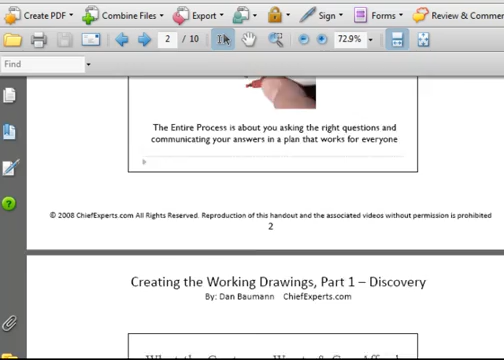 Create PDF Combine Files Export Sign Forms Review & Commen
2 / 10 72.9%
Find
The Entire Process is about you asking the right questions and
communicating your answers in a plan that works for everyone
© 2008 ChiefExperts.com All Rights Reserved. Reproduction of this handout and the associated videos without permission is prohibited
2
Creating the Working Drawings, Part 1 – Discovery
By: Dan Baumann ChiefExperts.com